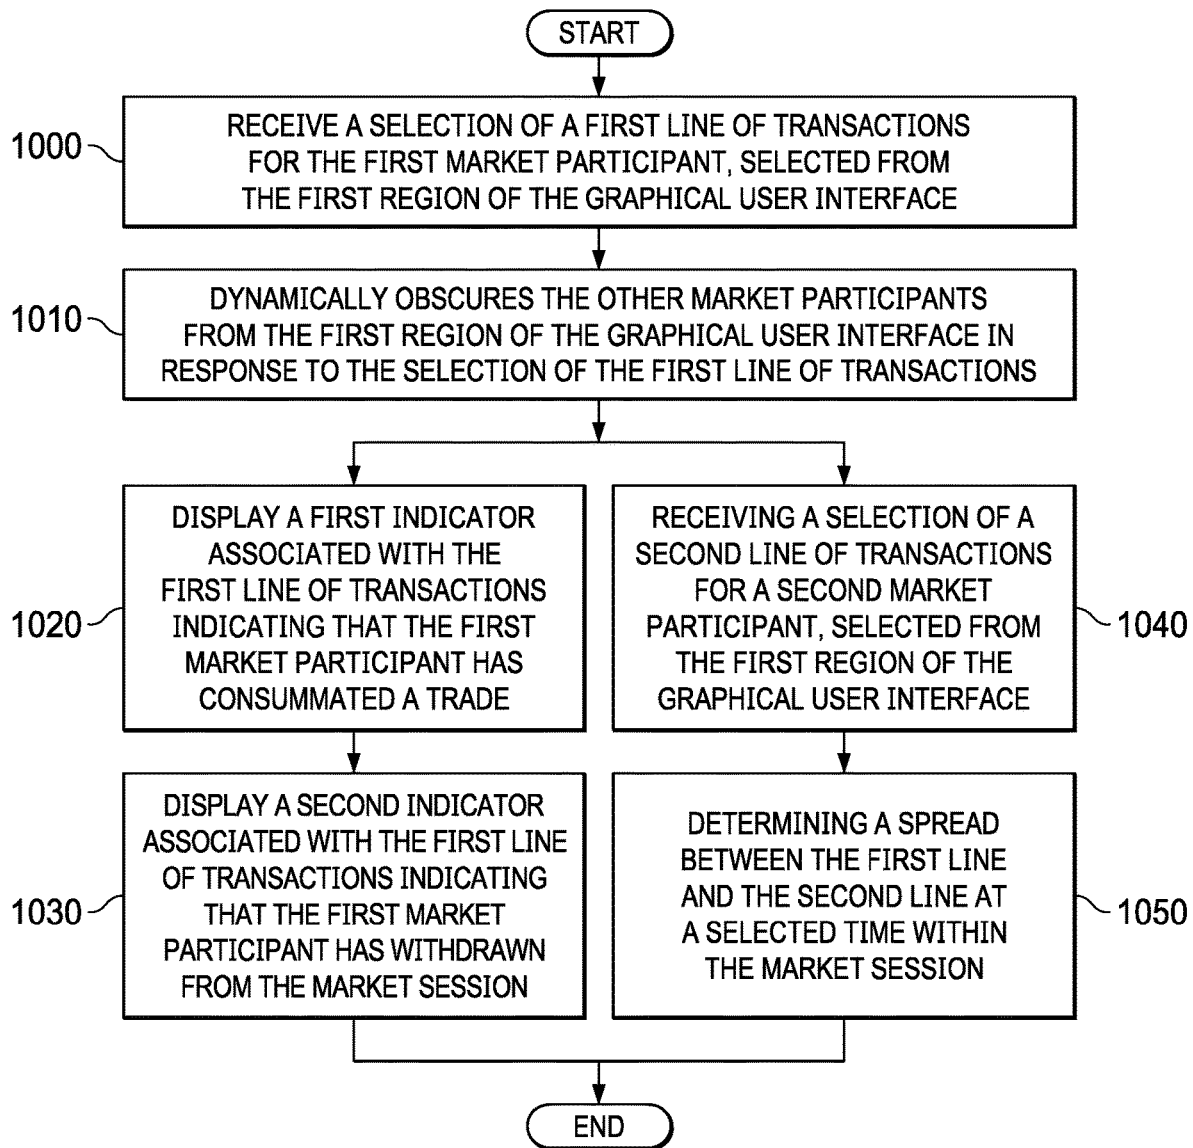 START
1000
RECEIVE A SELECTION OF A FIRST LINE OF TRANSACTIONS
FOR THE FIRST MARKET PARTICIPANT, SELECTED FROM
THE FIRST REGION OF THE GRAPHICAL USER INTERFACE
1010
DYNAMICALLY OBSCURES THE OTHER MARKET PARTICIPANTS
FROM THE FIRST REGION OF THE GRAPHICAL USER INTERFACE IN
RESPONSE TO THE SELECTION OF THE FIRST LINE OF TRANSACTIONS
1020
DISPLAY A FIRST INDICATOR
ASSOCIATED WITH THE
FIRST LINE OF TRANSACTIONS
INDICATING THAT THE FIRST
MARKET PARTICIPANT HAS
CONSUMMATED A TRADE
RECEIVING A SELECTION OF A
SECOND LINE OF TRANSACTIONS
FOR A SECOND MARKET
PARTICIPANT, SELECTED FROM
THE FIRST REGION OF THE
GRAPHICAL USER INTERFACE
1040
1030
DISPLAY A SECOND INDICATOR
ASSOCIATED WITH THE FIRST LINE
OF TRANSACTIONS INDICATING
THAT THE FIRST MARKET
PARTICIPANT HAS WITHDRAWN
FROM THE MARKET SESSION
DETERMINING A SPREAD
BETWEEN THE FIRST LINE
AND THE SECOND LINE AT
A SELECTED TIME WITHIN
THE MARKET SESSION
1050
END